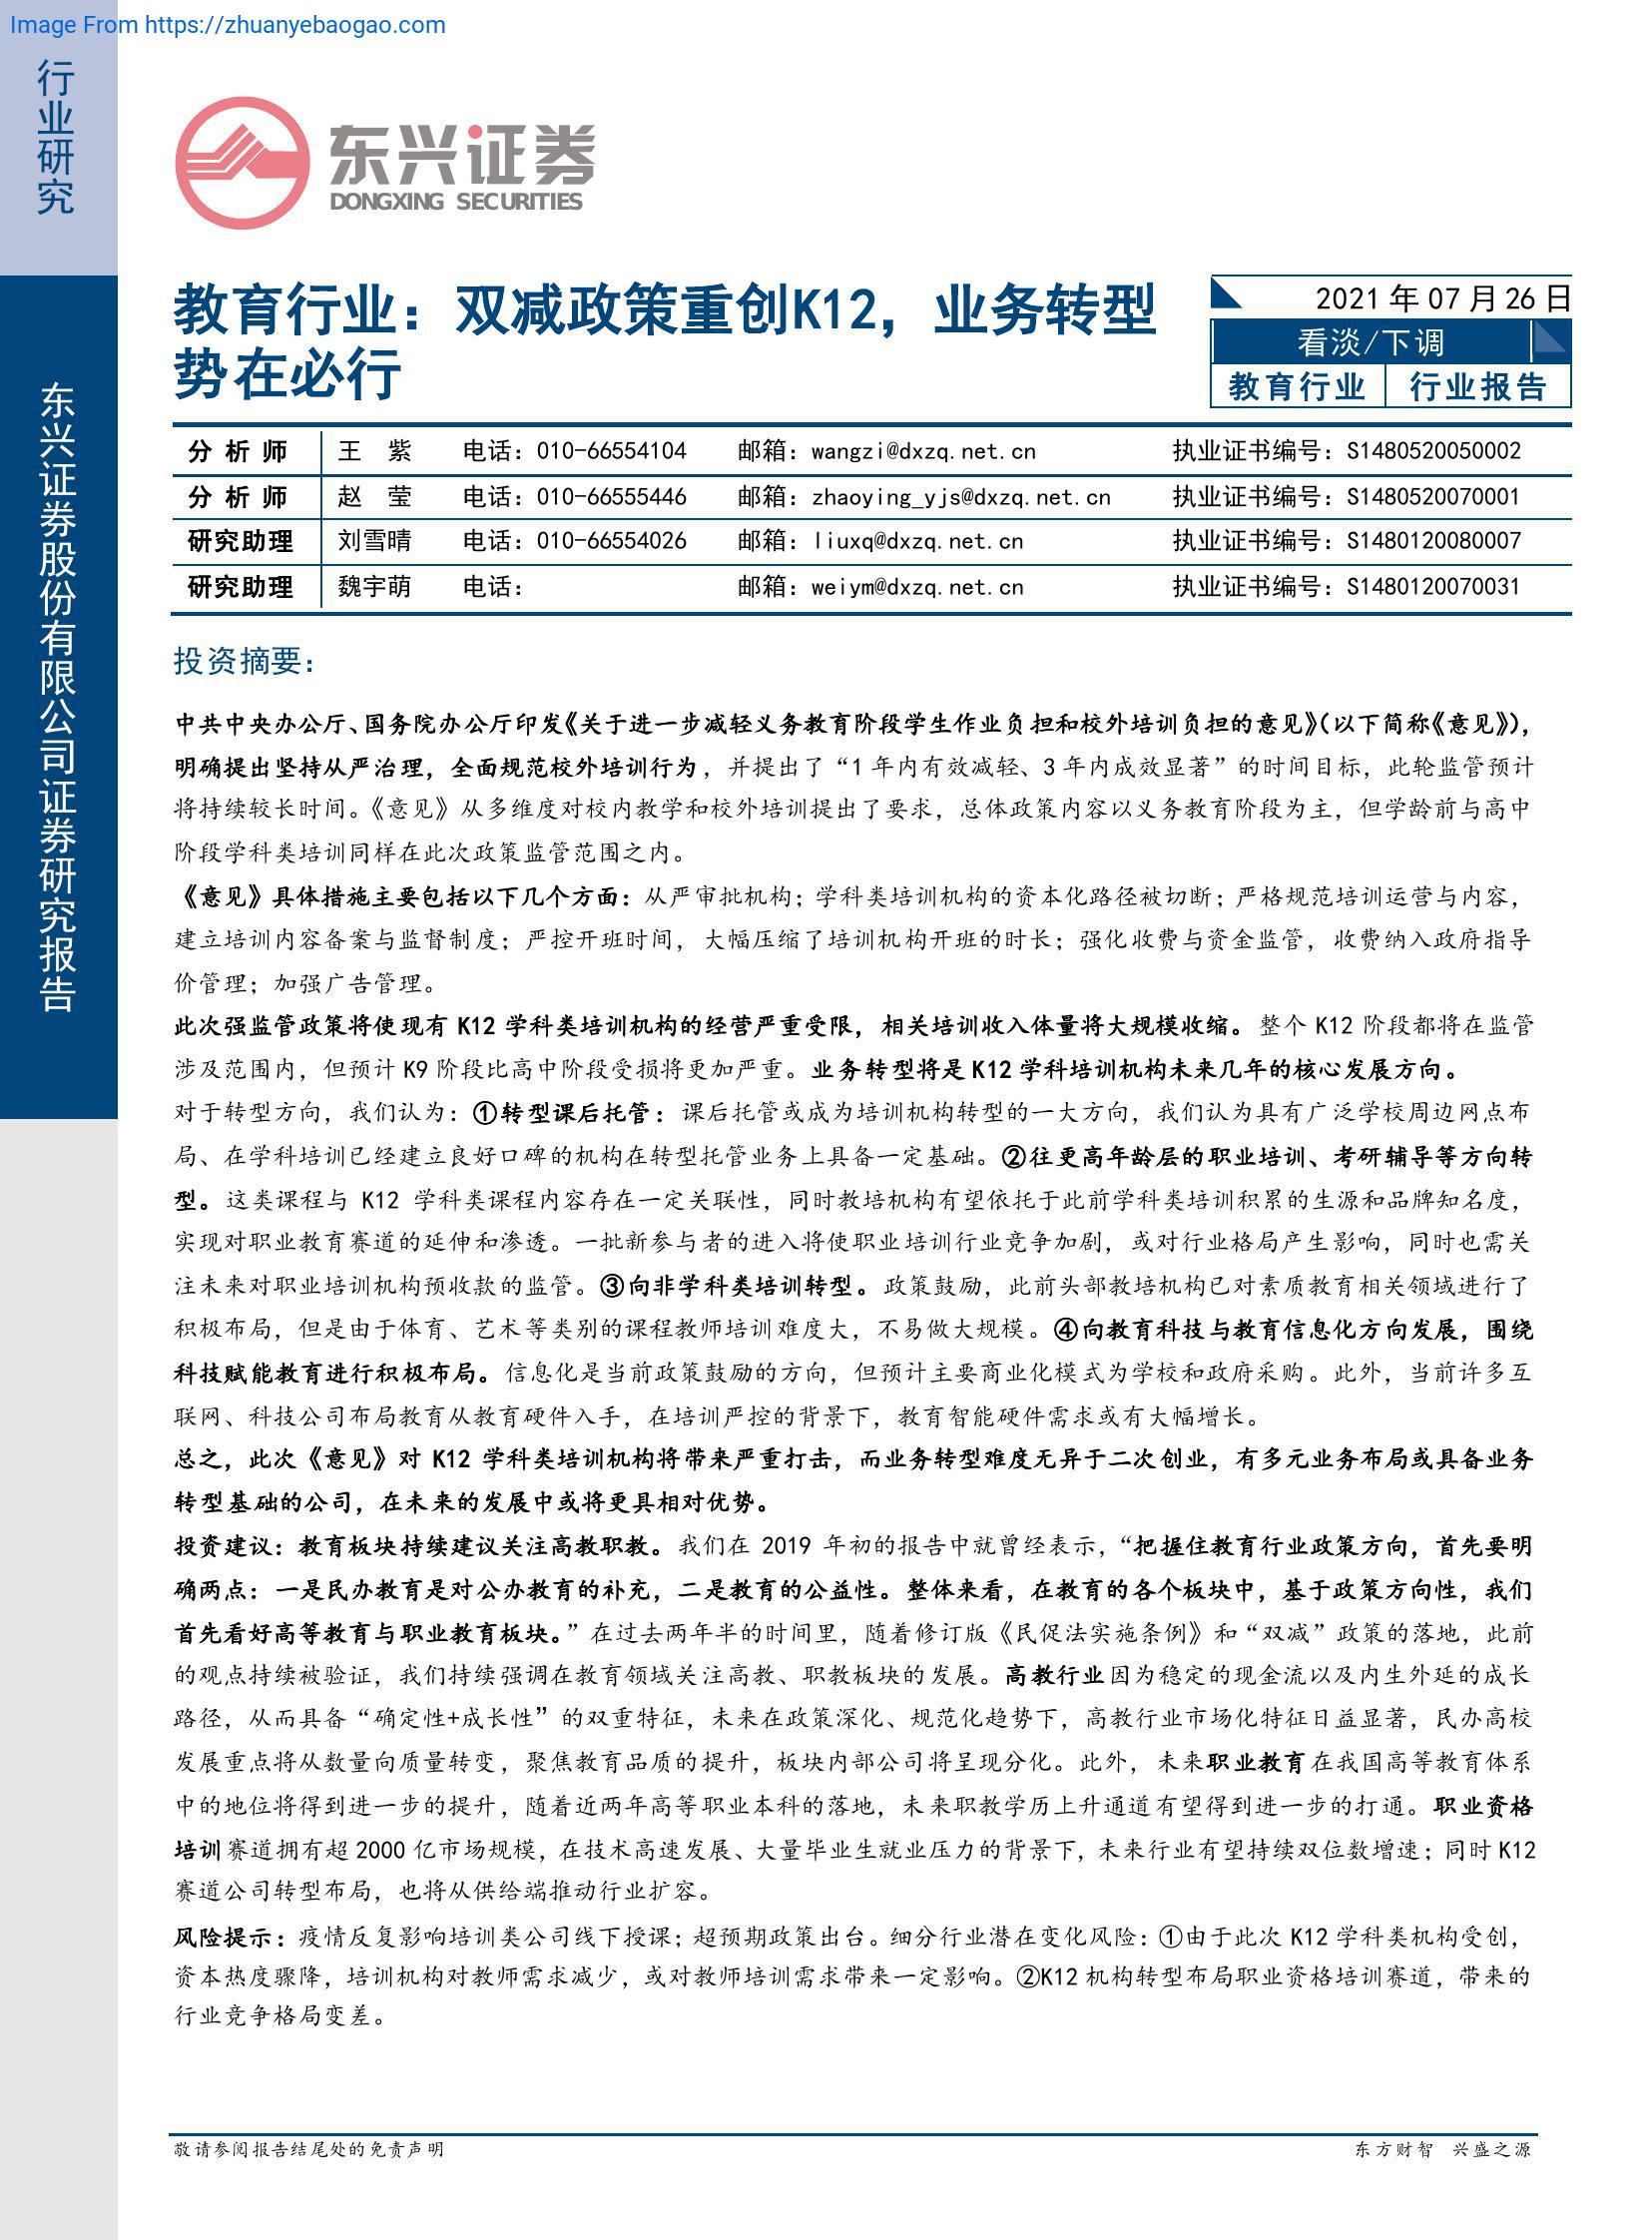 Image From https://zhuanyebaogao.com
行业研究
东兴证券股份有限公司证券研究报告
东兴证券
DONGXING SECURITIES
教育行业：双减政策重创K12，业务转型
势在必行
2021 年 07 月 26 日
看淡/下调
教育行业 行业报告
分析师 王 紫 电话：010-66554104 邮箱：wangzi@dxzq.net.cn 执业证书编号：S1480520050002
分析师 赵 莹 电话：010-66555446 邮箱：zhaoying_yjs@dxzq.net.cn 执业证书编号：S1480520070001
研究助理 刘雪晴 电话：010-66554026 邮箱：liuxq@dxzq.net.cn 执业证书编号：S1480120080007
研究助理 魏宇萌 电话： 邮箱：weiym@dxzq.net.cn 执业证书编号：S1480120070031
投资摘要：
中共中央办公厅、国务院办公厅印发《关于进一步减轻义务教育阶段学生作业负担和校外培训负担的意见》（以下简称《意见》），
明确提出坚持从严治理，全面规范校外培训行为，并提出了“1 年内有效减轻、3 年内成效显著”的时间目标，此轮监管预计
将持续较长时间。《意见》从多维度对校内教学和校外培训提出了要求，总体政策内容以义务教育阶段为主，但学龄前与高中
阶段学科类培训同样在此次政策监管范围之内。
《意见》具体措施主要包括以下几个方面：从严审批机构；学科类培训机构的资本化路径被切断；严格规范培训运营与内容，
建立培训内容备案与监督制度；严控开班时间，大幅压缩了培训机构开班的时长；强化收费与资金监管，收费纳入政府指导
价管理；加强广告管理。
此次强监管政策将使现有 K12 学科类培训机构的经营严重受限，相关培训收入体量将大规模收缩。整个 K12 阶段都将在监管
涉及范围内，但预计 K9 阶段比高中阶段受损将更加严重。业务转型将是 K12 学科培训机构未来几年的核心发展方向。
对于转型方向，我们认为：①转型课后托管：课后托管或成为培训机构转型的一大方向，我们认为具有广泛学校周边网点布
局、在学科培训已经建立良好口碑的机构在转型托管业务上具备一定基础。②往更高年龄层的职业培训、考研辅导等方向转
型。这类课程与 K12 学科类课程内容存在一定关联性，同时教培机构有望依托于此前学科类培训积累的生源和品牌知名度，
实现对职业教育赛道的延伸和渗透。一批新参与者的进入将使职业培训行业竞争加剧，或对行业格局产生影响，同时也需关
注未来对职业培训机构预收款的监管。③向非学科类培训转型。政策鼓励，此前头部教培机构已对素质教育相关领域进行了
积极布局，但是由于体育、艺术等类别的课程教师培训难度大，不易做大规模。④向教育科技与教育信息化方向发展，围绕
科技赋能教育进行积极布局。信息化是当前政策鼓励的方向，但预计主要商业化模式为学校和政府采购。此外，当前许多互
联网、科技公司布局教育从教育硬件入手，在培训严控的背景下，教育智能硬件需求或有大幅增长。
总之，此次《意见》对 K12 学科类培训机构将带来严重打击，而业务转型难度无异于二次创业，有多元业务布局或具备业务
转型基础的公司，在未来的发展中或将更具相对优势。
投资建议：教育板块持续建议关注高教职教。我们在 2019 年初的报告中就曾经表示，“把握住教育行业政策方向，首先要明
确两点：一是民办教育是对公办教育的补充，二是教育的公益性。整体来看，在教育的各个板块中，基于政策方向性，我们
首先看好高等教育与职业教育板块。”在过去两年半的时间里，随着修订版《民促法实施条例》和“双减”政策的落地，此前
的观点持续被验证，我们持续强调在教育领域关注高教、职教板块的发展。高教行业因为稳定的现金流以及内生外延的成长
路径，从而具备“确定性+成长性”的双重特征，未来在政策深化、规范化趋势下，高教行业市场化特征日益显著，民办高校
发展重点将从数量向质量转变，聚焦教育品质的提升，板块内部公司将呈现分化。此外，未来职业教育在我国高等教育体系
中的地位将得到进一步的提升，随着近两年高等职业本科的落地，未来职教学历上升通道有望得到进一步的打通。职业资格
培训赛道拥有超 2000 亿市场规模，在技术高速发展、大量毕业生就业压力的背景下，未来行业有望持续双位数增速；同时 K12
赛道公司转型布局，也将从供给端推动行业扩容。
风险提示：疫情反复影响培训类公司线下授课；超预期政策出台。细分行业潜在变化风险：①由于此次 K12 学科类机构受创，
资本热度骤降，培训机构对教师需求减少，或对教师培训需求带来一定影响。②K12 机构转型布局职业资格培训赛道，带来的
行业竞争格局变差。
敬请参阅报告结尾处的免责声明 东方财智 兴盛之源